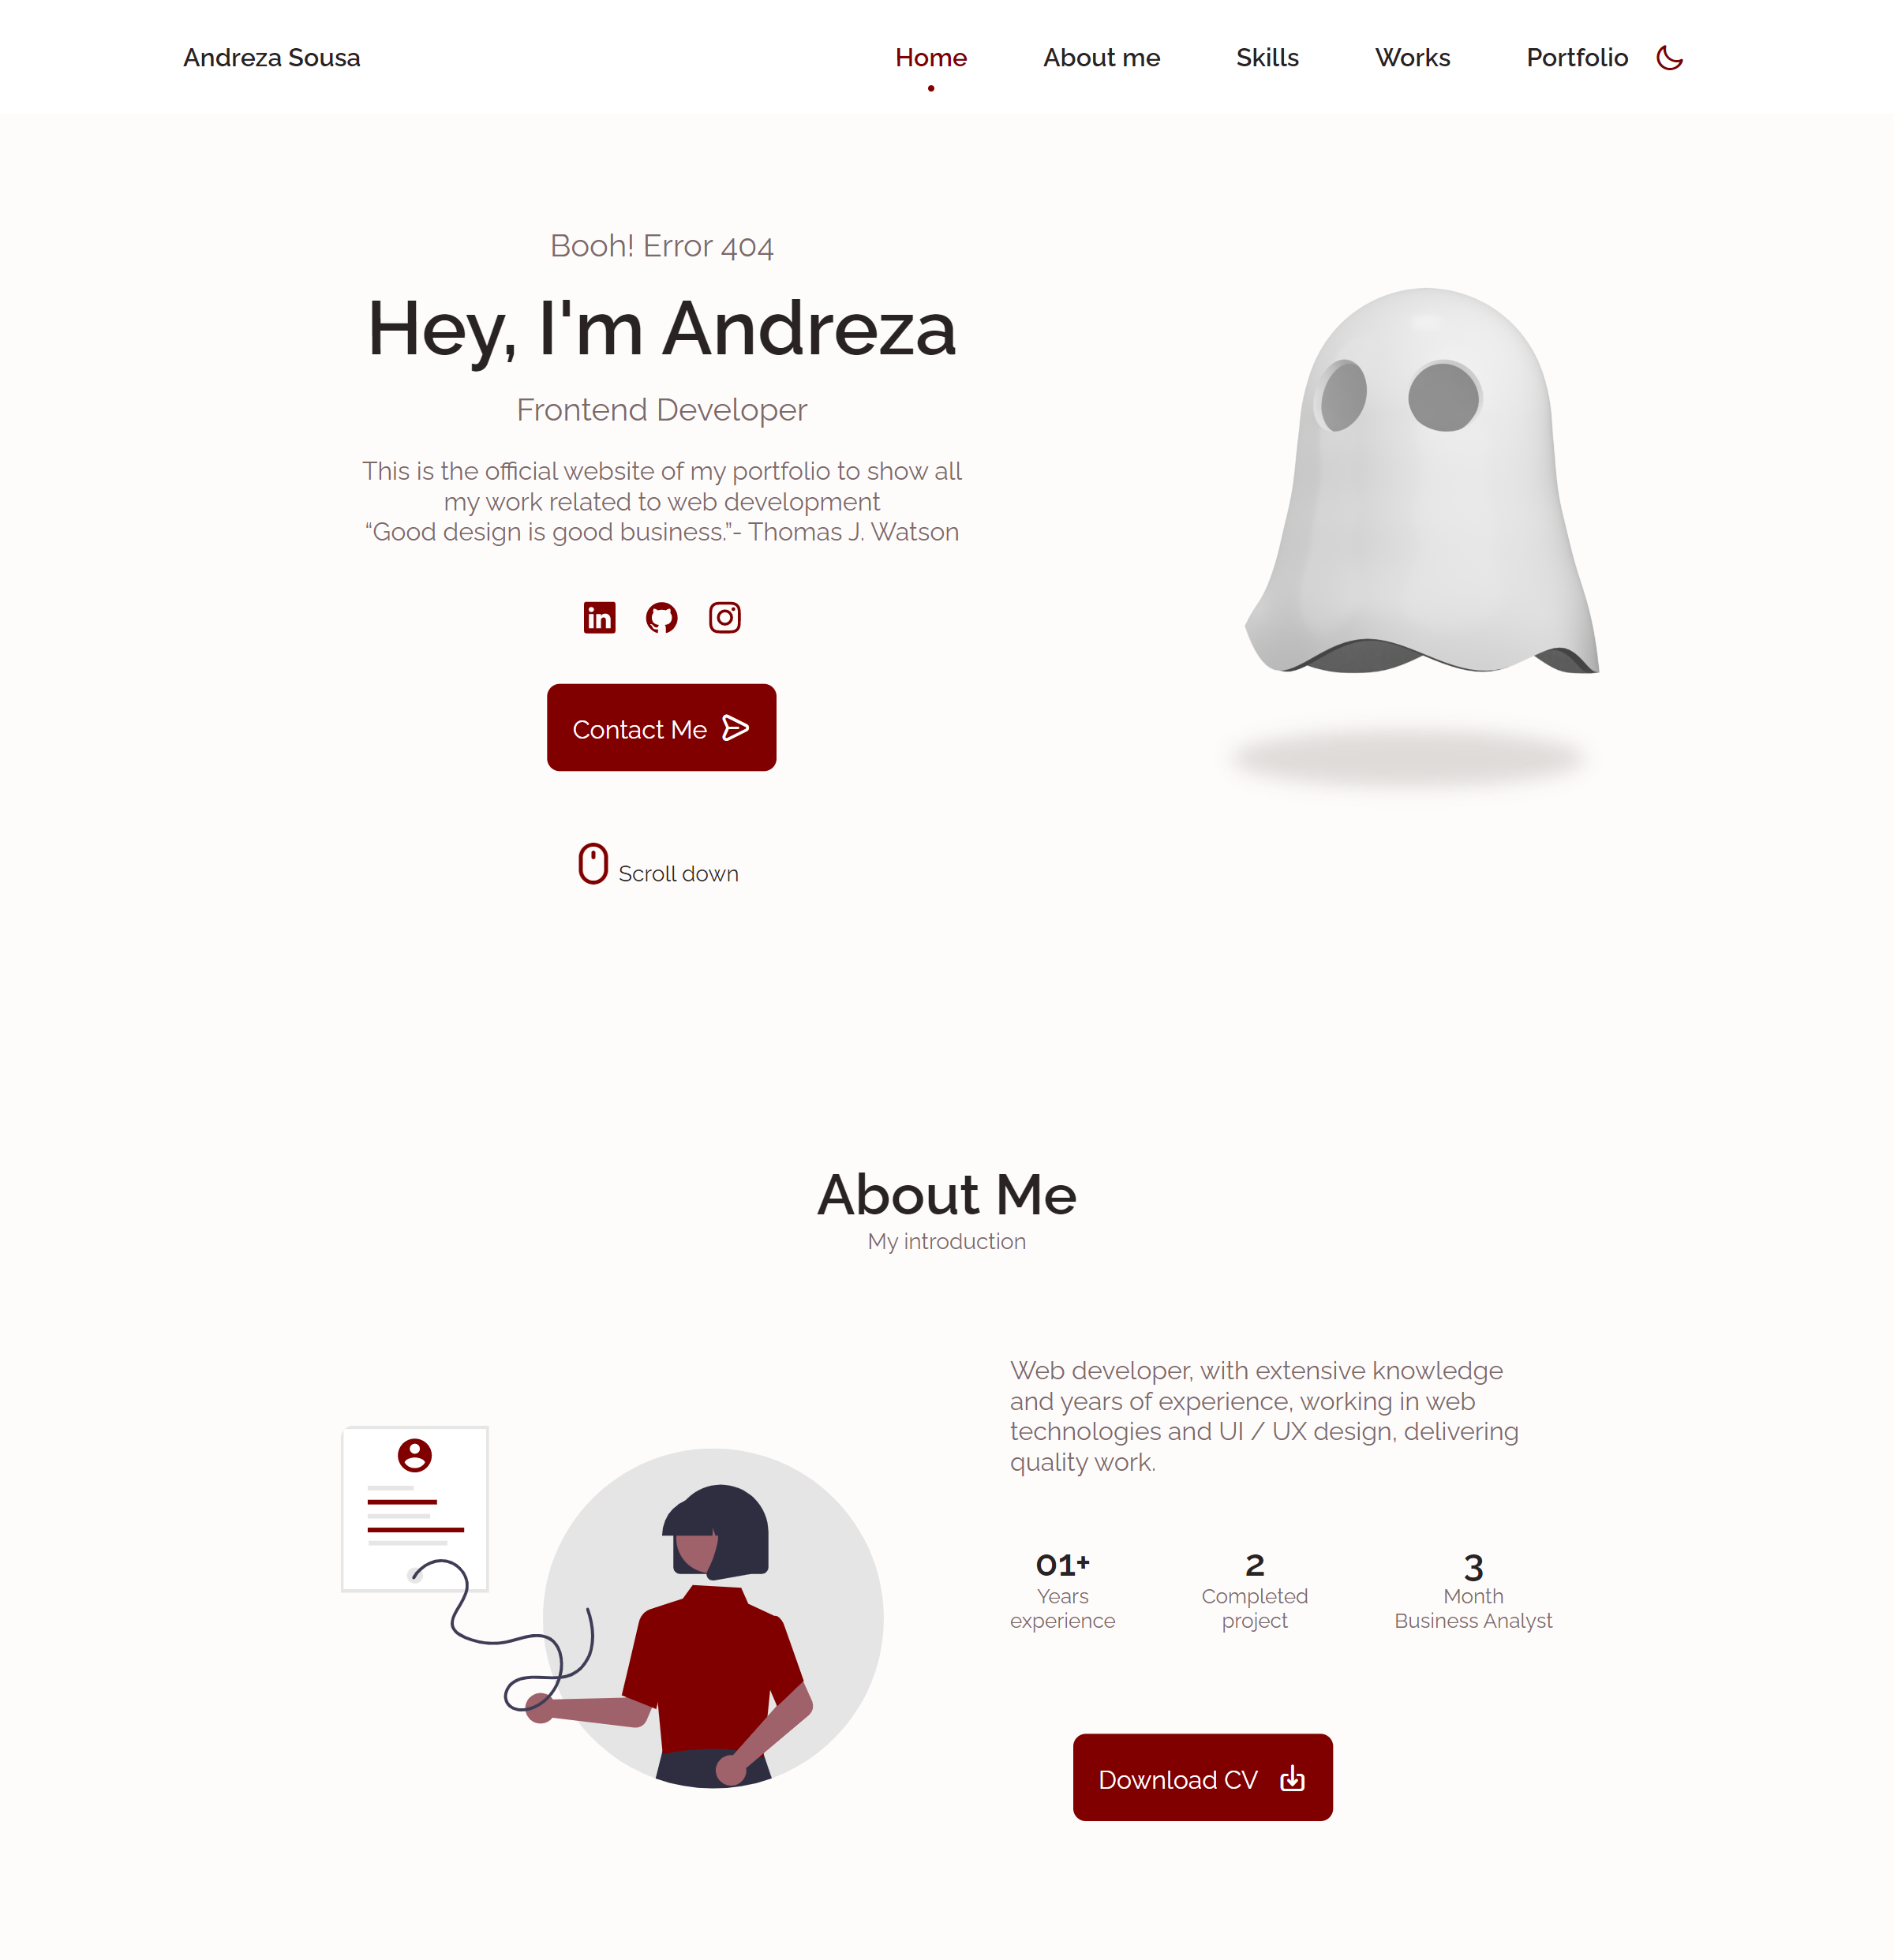 Andreza Sousa
Home
About me
Skills
Works
Portfolio
Booh! Error 404
Hey, I'm Andreza
Frontend Developer
This is the official website of my portfolio to show all
my work related to web development
“Good design is good business.”- Thomas J. Watson
Contact Me
Scroll down
About Me
My introduction
Web developer, with extensive knowledge
and years of experience, working in web
technologies and UI / UX design, delivering
quality work.
01+
Years
experience
2
Completed
project
3
Month
Business Analyst
Download CV